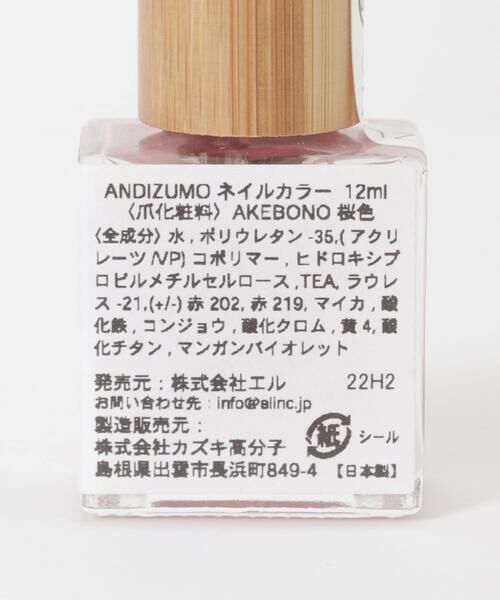 ANDIZUMO ネイルカラー 12ml
〈爪化粧料〉 AKEBONO 桜色
〈全成分〉水 , ポリウレタン -35,( アクリ
レーツ /VP) コポリマー , ヒドロキシプ
ロピルメチルセルロース ,TEA, ラウレ
ス -21,(+/-) 赤 202, 赤 219, マイカ , 酸
化鉄 , コンジョウ , 酸化クロム , 黄 4, 酸
化チタン , マンガンバイオレット
発売元 : 株式会社エル 22H2
お問い合わせ先 : info@elinc.jp
製造販売元 :
株式会社カズキ高分子
紙 シール
島根県出雲市長浜町849-4 【日本製】